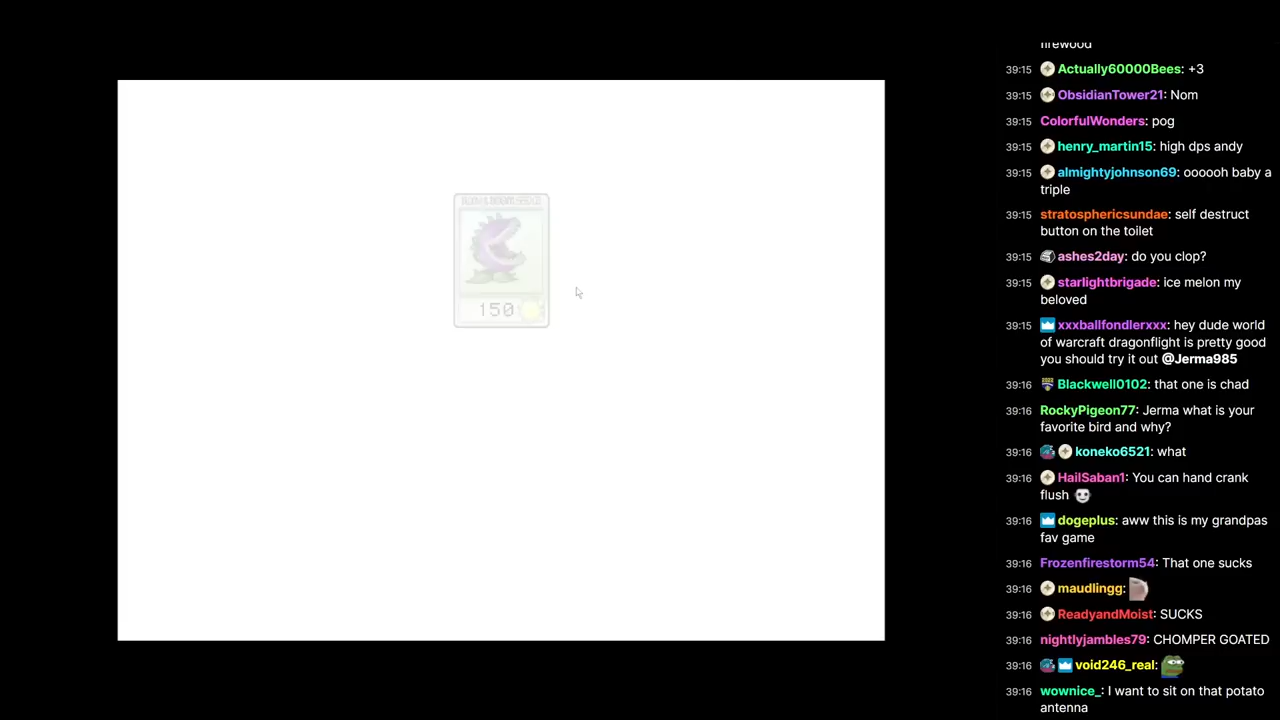 150
firewood
39:15 Actually60000Bees: +3
39:15 ObsidianTower21: Nom
ColorfulWonders: pog
39:15
39:15 henry_martin15: high dps andy
39:15 almightyjohnson69: oooooh baby a
triple
39:15 stratosphericsundae: self destruct
button on the toilet
39:15 ashes2day: do you clop?
39:15 starlightbrigade: ice melon my
beloved
39:15 xxxballfondlerxxx: hey dude world
of warcraft dragonflight is pretty good
you should try it out @Jerma985
39:16 Blackwell0102: that one is chad
39:16 RockyPigeon77: Jerma what is your
favorite bird and why?
39:16 koneko6521: what
39:16 HailSaban1: You can hand crank
flush
39:16 dogeplus: aww this is my grandpas
fav game
39:16 Frozenfirestorm54: That one sucks
39:16 maudlingg:
39:16 ReadyandMoist: SUCKS
39:16 nightlyjambles79: CHOMPER GOATED
39:16 void246_real:
39:16 wownice_: I want to sit on that potato
antenna